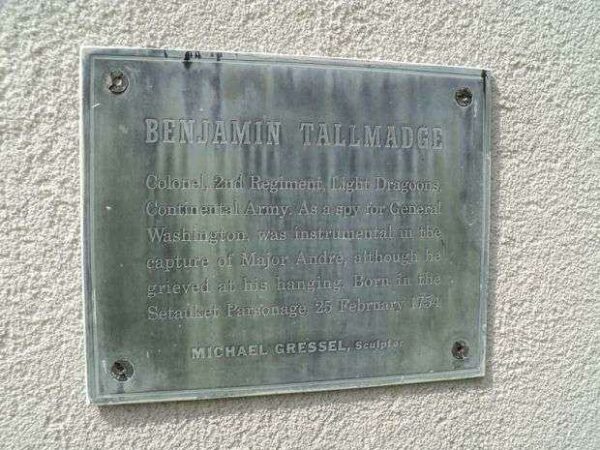 BENJAMIN TALLMADGE
Colonel, 2nd Regiment, Light Dragoons,
Continental Army. As a spy for General
Washington, was instrumental in the
capture of Major André, although he
grieved at his hanging. Born in the
Setauket Parsonage, 25 February 1754
MICHAEL GRESSEL, Sculptor